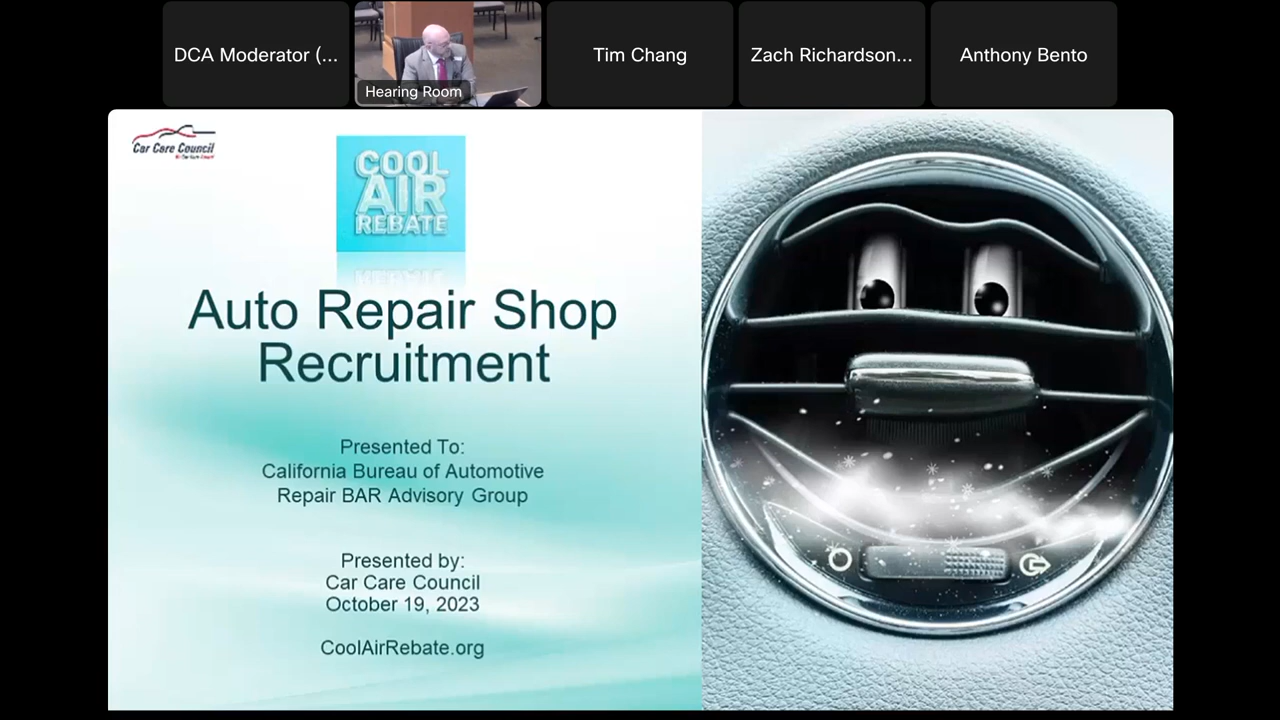 DCA Moderator (...
Hearing Room
Tim Chang
Zach Richardson...
Anthony Bento
Car Care Council
COOL
AIR
REBATE
Auto Repair Shop
Recruitment
Presented To:
California Bureau of Automotive
Repair BAR Advisory Group
Presented by:
Car Care Council
October 19, 2023
CoolAirRebate.org